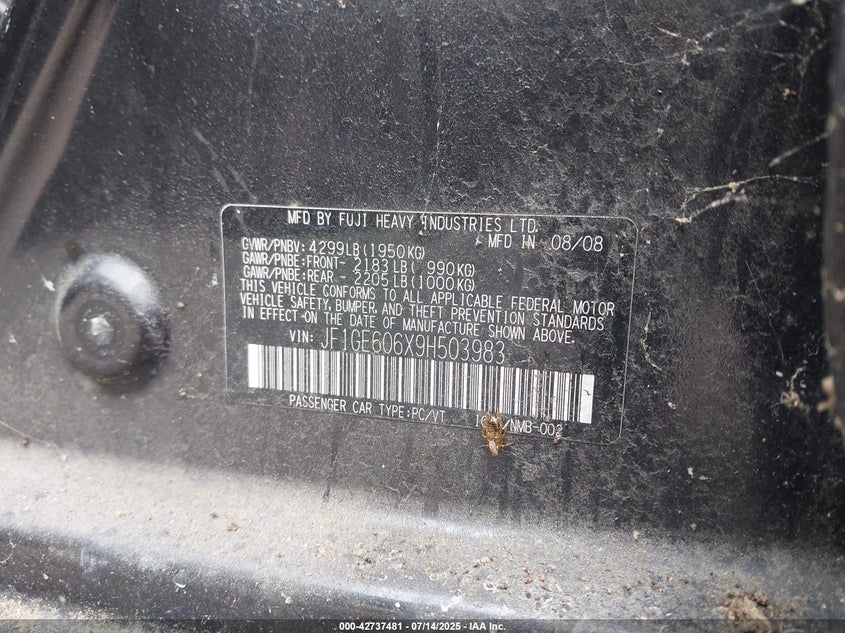 MFD BY FUJI HEAVY INDUSTRIES LTD.
MFD IN 08/08
GVWR/PNBV: 4299LB(1950KG)
GAWR/PNBE:FRONT- 2183LB( 990KG)
GAWR/PNBE:REAR - 2205LB(1000KG)
THIS VEHICLE CONFORMS TO ALL APPLICABLE FEDERAL MOTOR
VEHICLE SAFETY, BUMPER, AND THEFT PREVENTION STANDARDS
IN EFFECT ON THE DATE OF MANUFACTURE SHOWN ABOVE.
VIN: JF1GE606X9H503983
PASSENGER CAR TYPE:PC/VT /NMB-002
000-42737481 - 07/14/2025 - IAA, Inc.